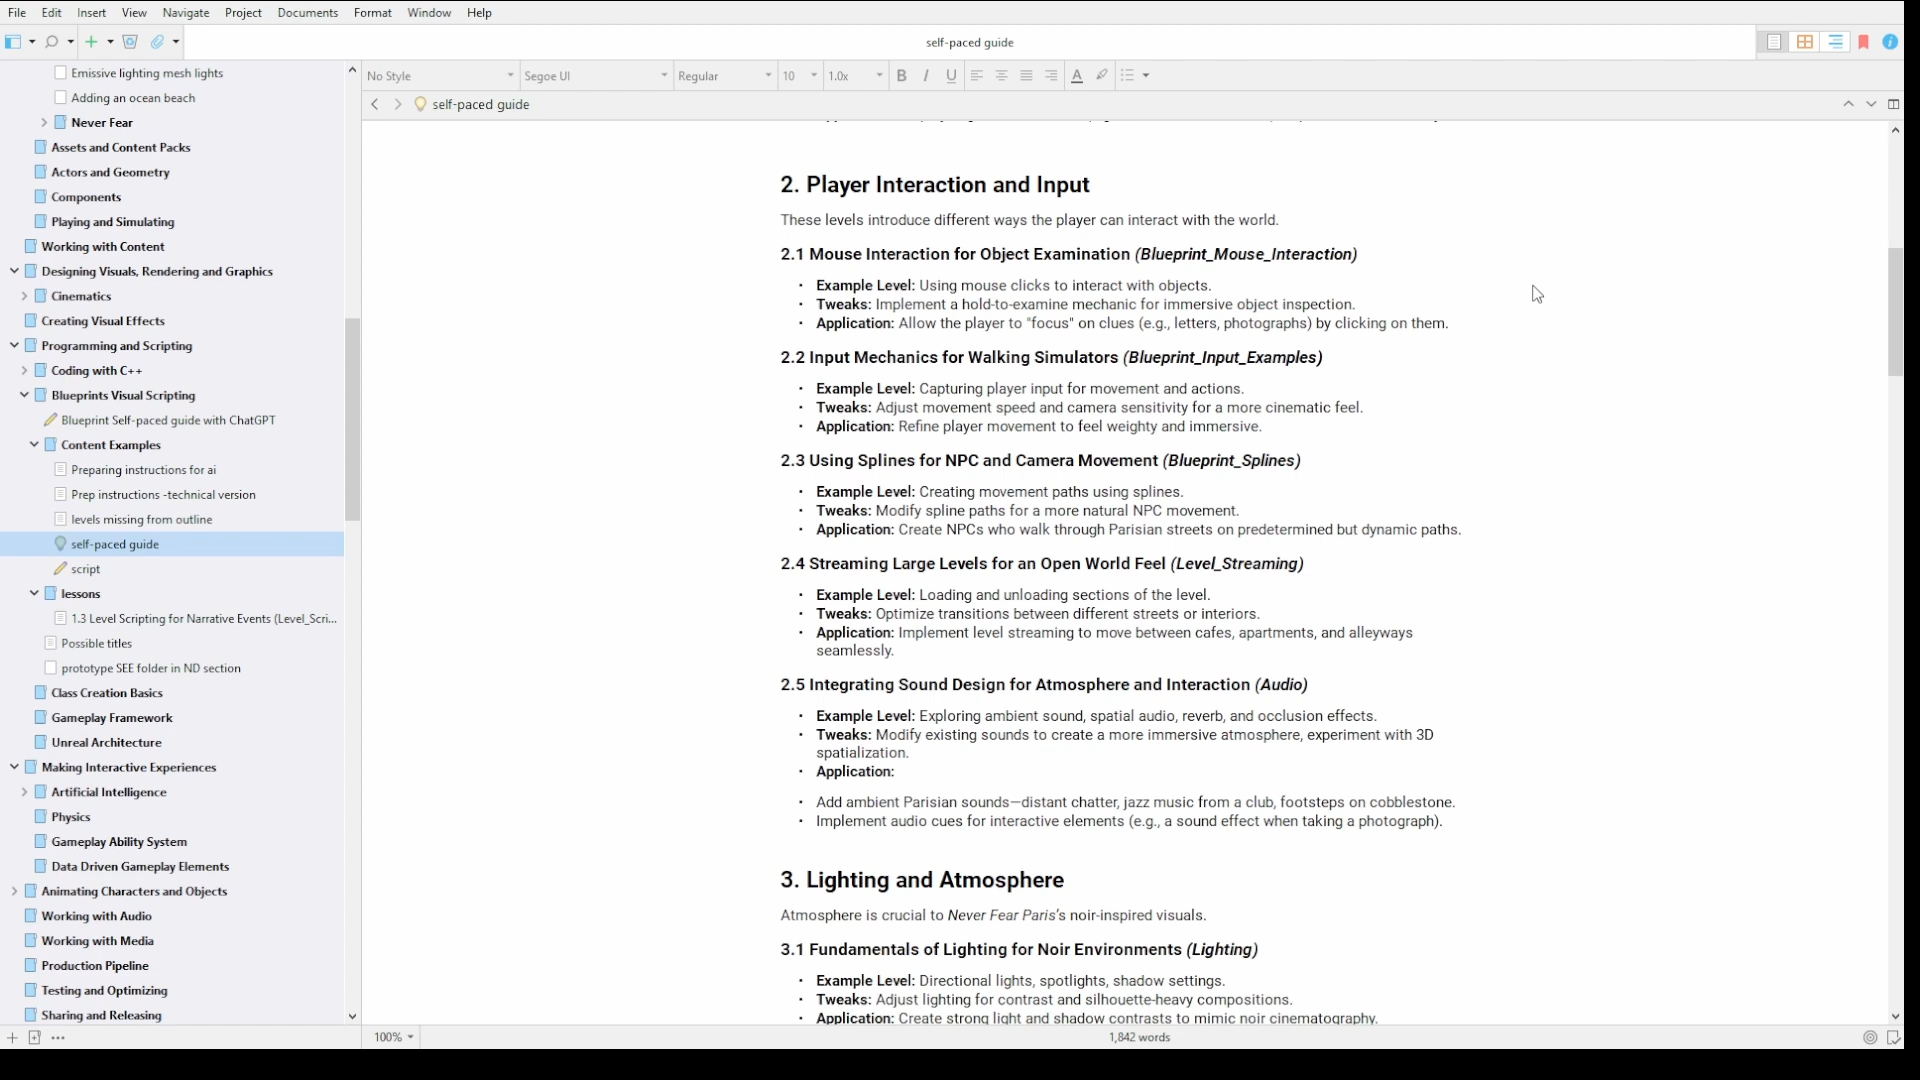 File Edit Insert View Navigate Project Documents Format Window Help
self-paced guide
No Style Segoe UI Regular 10 1.0x B I U A
self-paced guide
Emissive lighting mesh lights
Adding an ocean beach
Never Fear
Assets and Content Packs
Actors and Geometry
Components
Playing and Simulating
Working with Content
Designing Visuals, Rendering and Graphics
Cinematics
Creating Visual Effects
Programming and Scripting
Coding with C++
Blueprints Visual Scripting
Blueprint Self-paced guide with ChatGPT
Content Examples
Preparing instructions for ai
Prep instructions -technical version
levels missing from outline
self-paced guide
script
lessons
1.3 Level Scripting for Narrative Events (Level_Scri...
Possible titles
prototype SEE folder in ND section
Class Creation Basics
Gameplay Framework
Unreal Architecture
Making Interactive Experiences
Artificial Intelligence
Physics
Gameplay Ability System
Data Driven Gameplay Elements
Animating Characters and Objects
Working with Audio
Working with Media
Production Pipeline
Testing and Optimizing
Sharing and Releasing
2. Player Interaction and Input
These levels introduce different ways the player can interact with the world.
2.1 Mouse Interaction for Object Examination (Blueprint_Mouse_Interaction)
• Example Level: Using mouse clicks to interact with objects.
• Tweaks: Implement a hold-to-examine mechanic for immersive object inspection.
• Application: Allow the player to "focus" on clues (e.g., letters, photographs) by clicking on them.
2.2 Input Mechanics for Walking Simulators (Blueprint_Input_Examples)
• Example Level: Capturing player input for movement and actions.
• Tweaks: Adjust movement speed and camera sensitivity for a more cinematic feel.
• Application: Refine player movement to feel weighty and immersive.
2.3 Using Splines for NPC and Camera Movement (Blueprint_Splines)
• Example Level: Creating movement paths using splines.
• Tweaks: Modify spline paths for a more natural NPC movement.
• Application: Create NPCs who walk through Parisian streets on predetermined but dynamic paths.
2.4 Streaming Large Levels for an Open World Feel (Level_Streaming)
• Example Level: Loading and unloading sections of the level.
• Tweaks: Optimize transitions between different streets or interiors.
• Application: Implement level streaming to move between cafes, apartments, and alleyways
seamlessly.
2.5 Integrating Sound Design for Atmosphere and Interaction (Audio)
• Example Level: Exploring ambient sound, spatial audio, reverb, and occlusion effects.
• Tweaks: Modify existing sounds to create a more immersive atmosphere, experiment with 3D
spatialization.
• Application:
• Add ambient Parisian sounds—distant chatter, jazz music from a club, footsteps on cobblestone.
• Implement audio cues for interactive elements (e.g., a sound effect when taking a photograph).
3. Lighting and Atmosphere
Atmosphere is crucial to Never Fear Paris's noir-inspired visuals.
3.1 Fundamentals of Lighting for Noir Environments (Lighting)
• Example Level: Directional lights, spotlights, shadow settings.
• Tweaks: Adjust lighting for contrast and silhouette-heavy compositions.
• Application: Create strong light and shadow contrasts to mimic noir cinematography.
100% 1,842 words